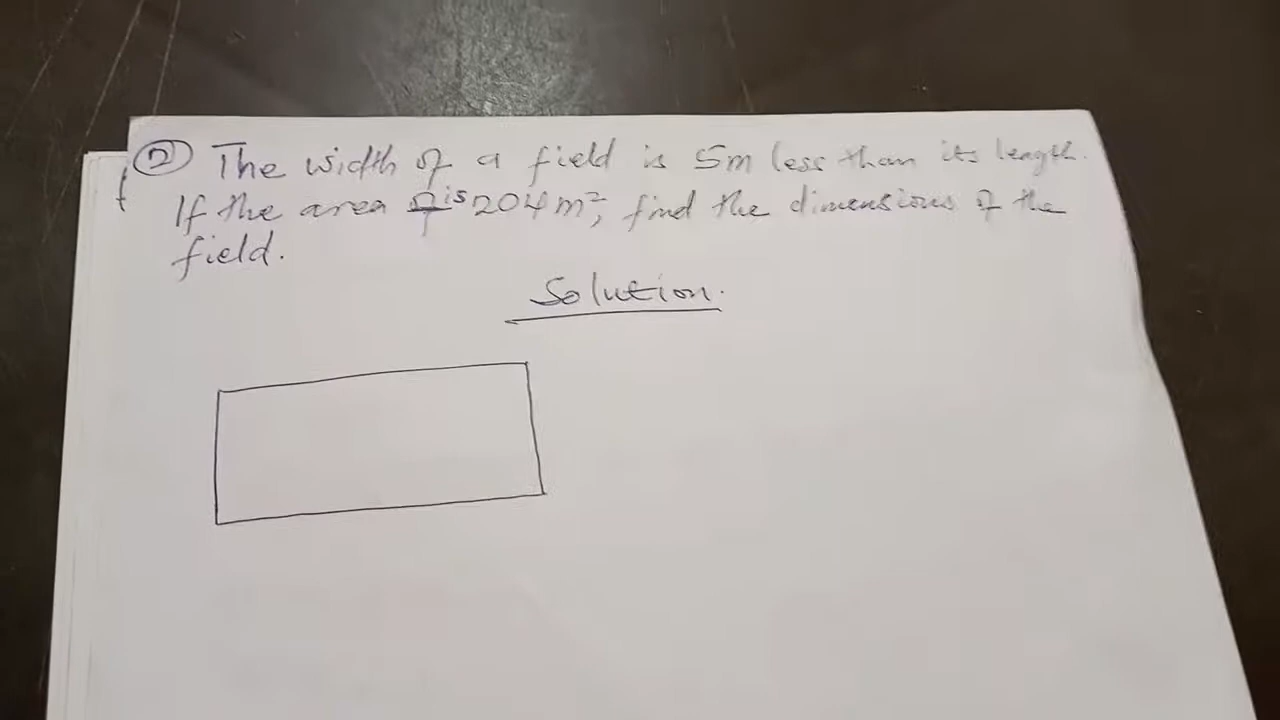 ② The width of a field is 5m less than its length.
If the area is 204m², find the dimensions of the
field.
Solution.